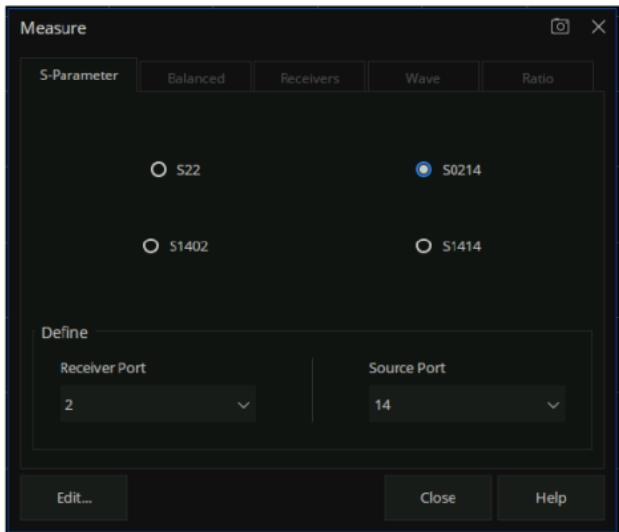 Measure
S-Parameter Balanced Receivers Wave Ratio
S22 S0214
S1402 S1414
Define
Receiver Port Source Port
2 14
Edit... Close Help